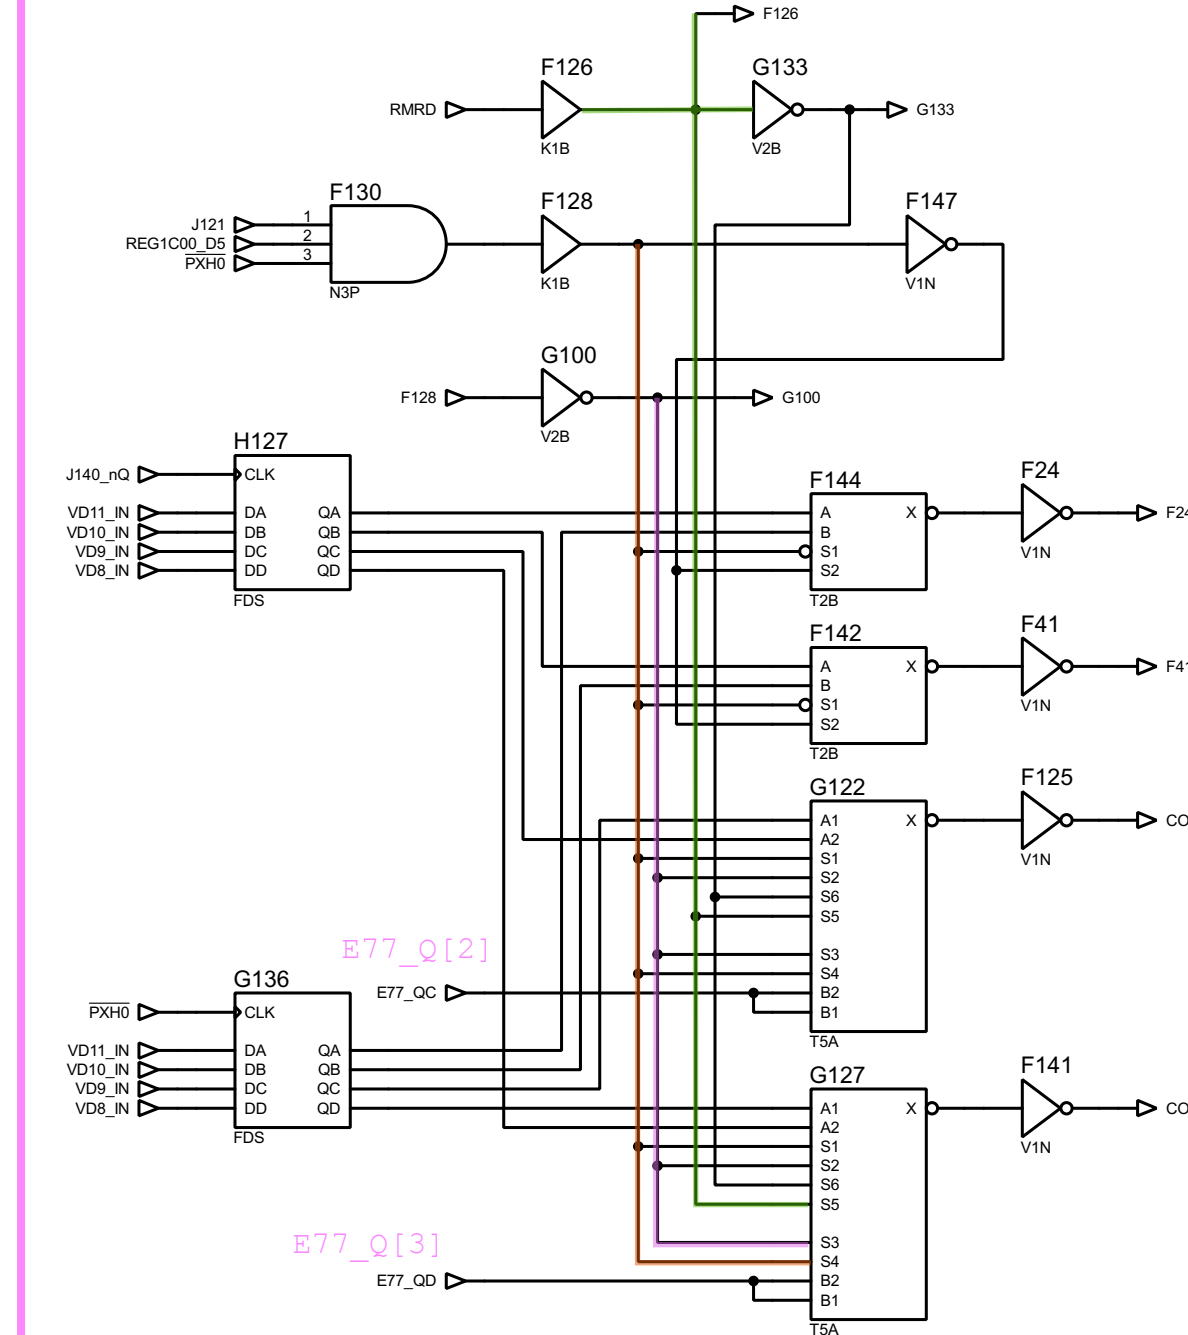 F126
F126
G133
RMRD
G133
K1B
V2B
F130
F128
F147
J121
1
REG1C00_D5
2
PXH0
3
N3P
K1B
V1N
G100
F128
G100
V2B
H127
J140_nQ
CLK
VD11_IN
DA
QA
VD10_IN
DB
QB
VD9_IN
DC
QC
VD8_IN
DD
QD
FDS
F144
F24
A
X
F24
B
S1
S2
V1N
T2B
F142
F41
A
X
F41
B
S1
S2
V1N
T2B
G122
F125
A1
X
CO
A2
S1
V1N
S2
S6
S5
S3
S4
B2
B1
T5A
E77_Q[2]
E77_QC
G136
PXH0
CLK
VD11_IN
DA
QA
VD10_IN
DB
QB
VD9_IN
DC
QC
VD8_IN
DD
QD
FDS
G127
F141
A1
X
CO
A2
S1
V1N
S2
S6
S5
S3
S4
B2
B1
T5A
E77_Q[3]
E77_QD